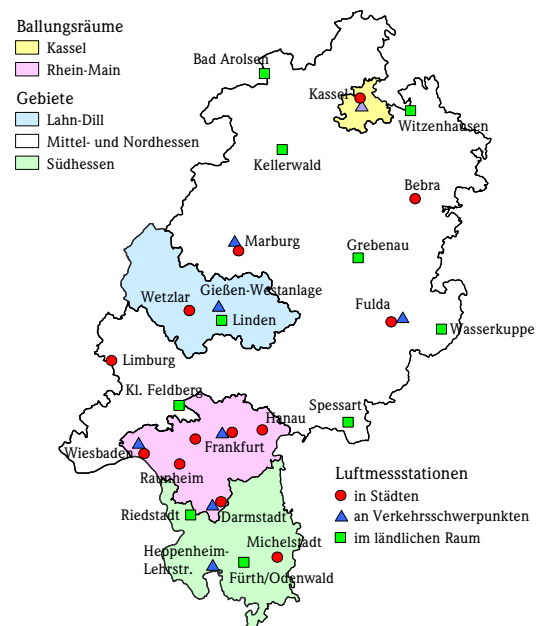 Ballungsräume
Kassel
Rhein-Main
Gebiete
Lahn-Dill
Mittel- und Nordhessen
Südhessen
Bad Arolsen
Kassel
Witzenhausen
Kellerwald
Bebra
Marburg
Grebenau
Gießen-Westanlage
Wetzlar
Linden
Fulda
Wasserkuppe
Limburg
Kl. Feldberg
Spessart
Hanau
Frankfurt
Wiesbaden
Raunheim
Riedstadt
Darmstadt
Michelstadt
Heppenheim-
Lehrstr.
Fürth/Odenwald
Luftmessstationen
in Städten
an Verkehrsschwerpunkten
im ländlichen Raum